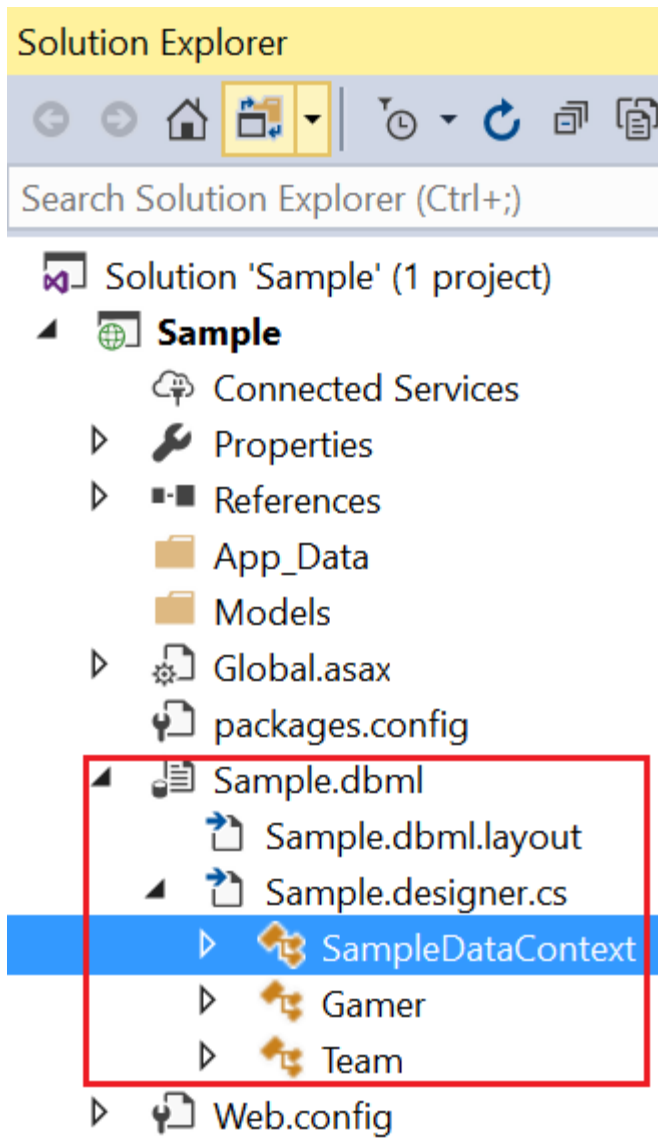 Solution Explorer
Search Solution Explorer (Ctrl+;)
Solution 'Sample' (1 project)
Sample
Connected Services
Properties
References
App_Data
Models
Global.asax
packages.config
Sample.dbml
Sample.dbml.layout
Sample.designer.cs
SampleDataContext
Gamer
Team
Web.config